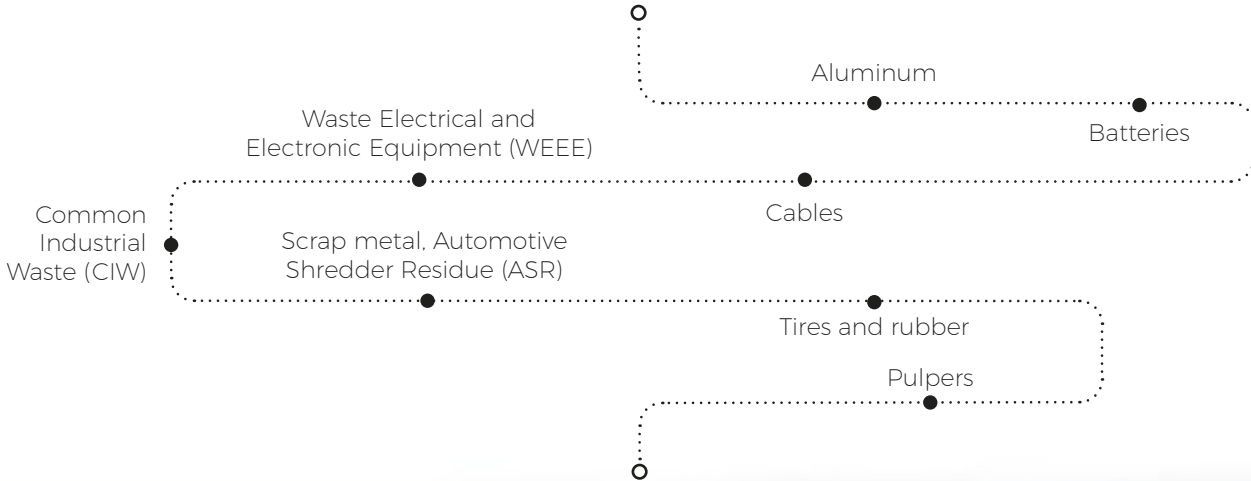 Aluminum
Batteries
Waste Electrical and
Electronic Equipment (WEEE)
Cables
Common
Industrial
Waste (CIW)
Scrap metal, Automotive
Shredder Residue (ASR)
Tires and rubber
Pulpers